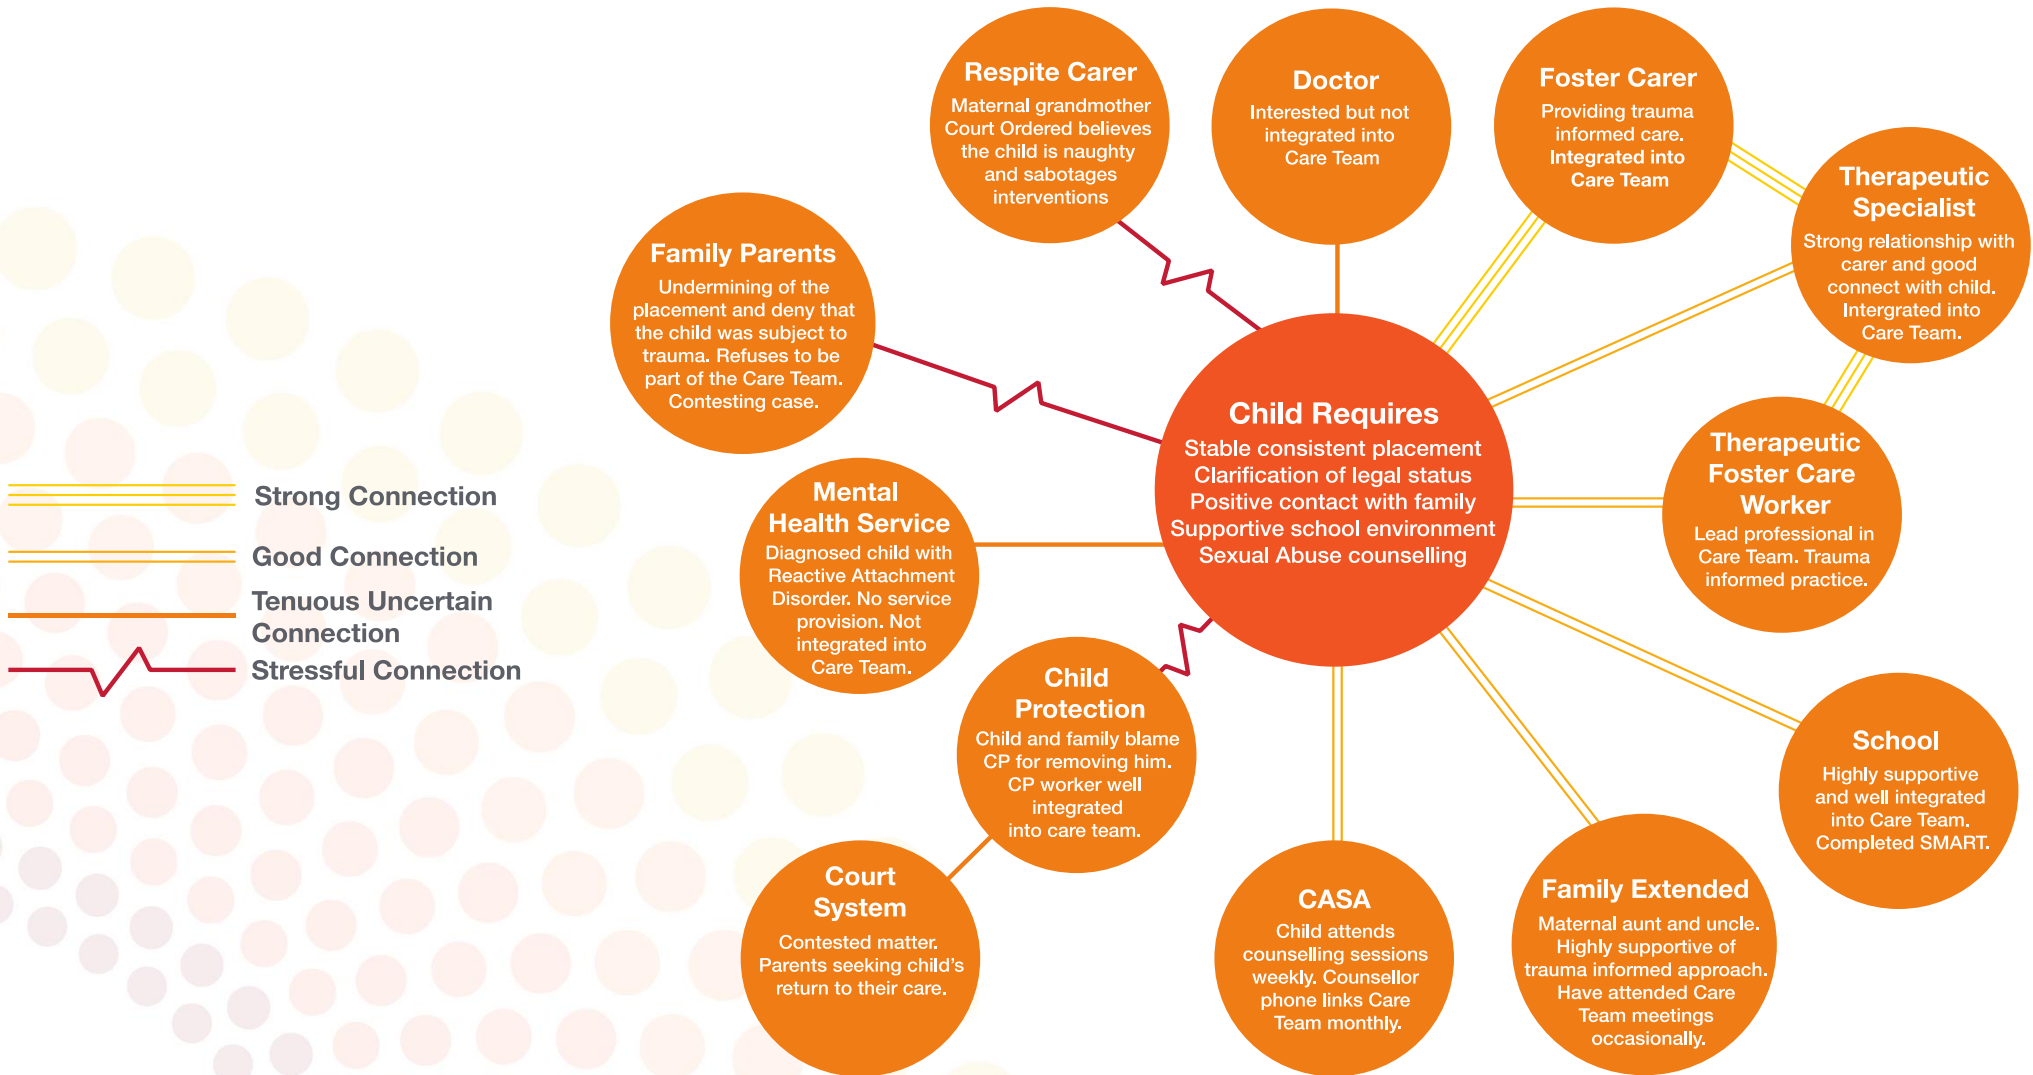 Respite Carer
Maternal grandmother
Court Ordered believes
the child is naughty
and sabotages
interventions
Doctor
Interested but not
integrated into
Care Team
Foster Carer
Providing trauma
informed care.
Integrated into
Care Team
Therapeutic
Specialist
Strong relationship with
carer and good
connect with child.
Intergrated into
Care Team.
Family Parents
Undermining of the
placement and deny that
the child was subject to
trauma. Refuses to be
part of the Care Team.
Contesting case.
Child Requires
Stable consistent placement
Clarification of legal status
Positive contact with family
Supportive school environment
Sexual Abuse counselling
Therapeutic
Foster Care
Worker
Lead professional in
Care Team. Trauma
informed practice.
Mental
Health Service
Diagnosed child with
Reactive Attachment
Disorder. No service
provision. Not
integrated into
Care Team.
Strong Connection
Good Connection
Tenuous Uncertain
Connection
Stressful Connection
Child
Protection
Child and family blame
CP for removing him.
CP worker well
integrated
into care team.
School
Highly supportive
and well integrated
into Care Team.
Completed SMART.
Court
System
Contested matter.
Parents seeking child's
return to their care.
CASA
Child attends
counselling sessions
weekly. Counsellor
phone links Care
Team monthly.
Family Extended
Maternal aunt and uncle.
Highly supportive of
trauma informed approach.
Have attended Care
Team meetings
occasionally.